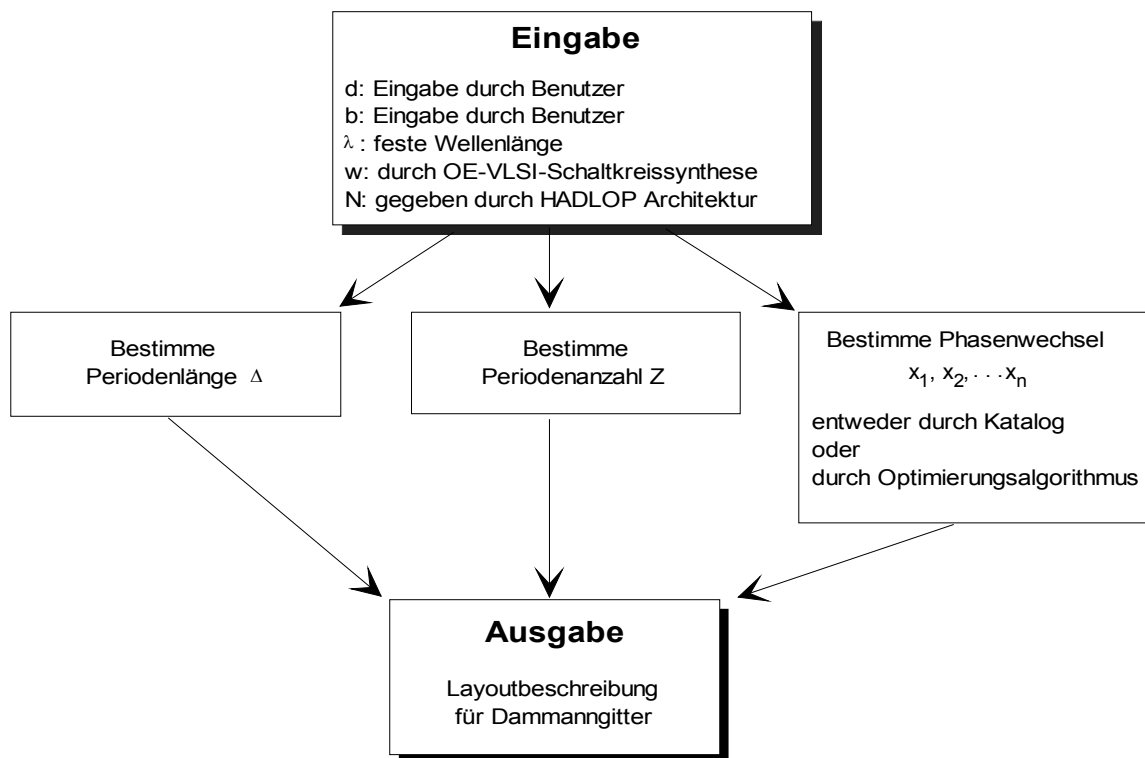 Eingabe
d: Eingabe durch Benutzer
b: Eingabe durch Benutzer
λ : feste Wellenlänge
w: durch OE-VLSI-Schaltkreissynthese
N: gegeben durch HADLOP Architektur
Bestimme
Periodenlänge Δ
Bestimme
Periodenanzahl Z
Bestimme Phasenwechsel
x1, x2, . . . xn
entweder durch Katalog
oder
durch Optimierungsalgorithmus
Ausgabe
Layoutbeschreibung
für Dammanngitter